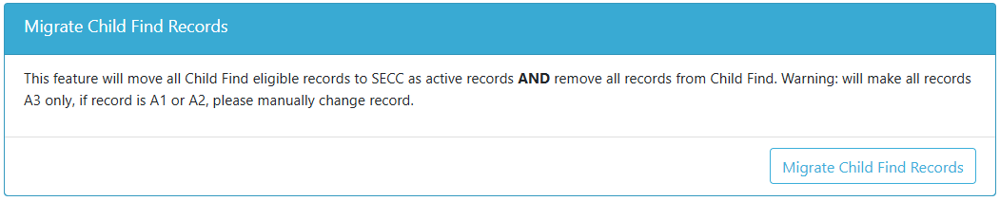 Migrate Child Find Records
This feature will move all Child Find eligible records to SECC as active records AND remove all records from Child Find. Warning: will make all records
A3 only, if record is A1 or A2, please manually change record.
Migrate Child Find Records